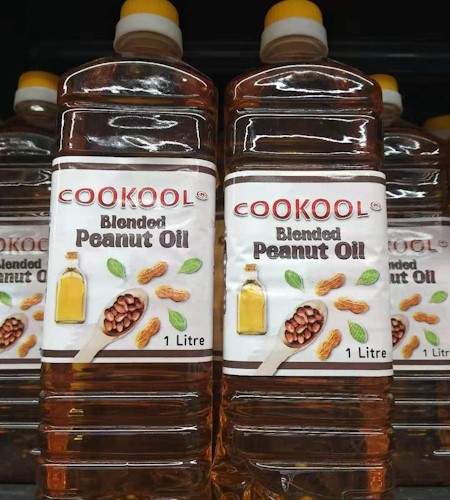 COOKOOL®
Blended
Peanut Oil
1 Litre
COOKOOL®
Blended
Peanut Oil
1 Litre